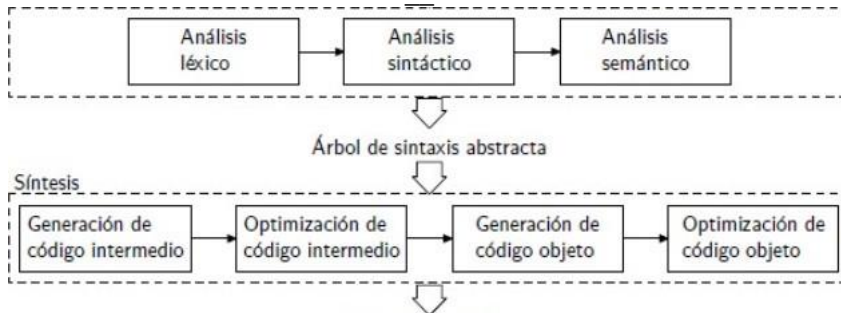 Análisis
léxico
Análisis
sintáctico
Análisis
semántico
Árbol de sintaxis abstracta
Síntesis
Generación de
código intermedio
Optimización de
código intermedio
Generación de
código objeto
Optimización de
código objeto